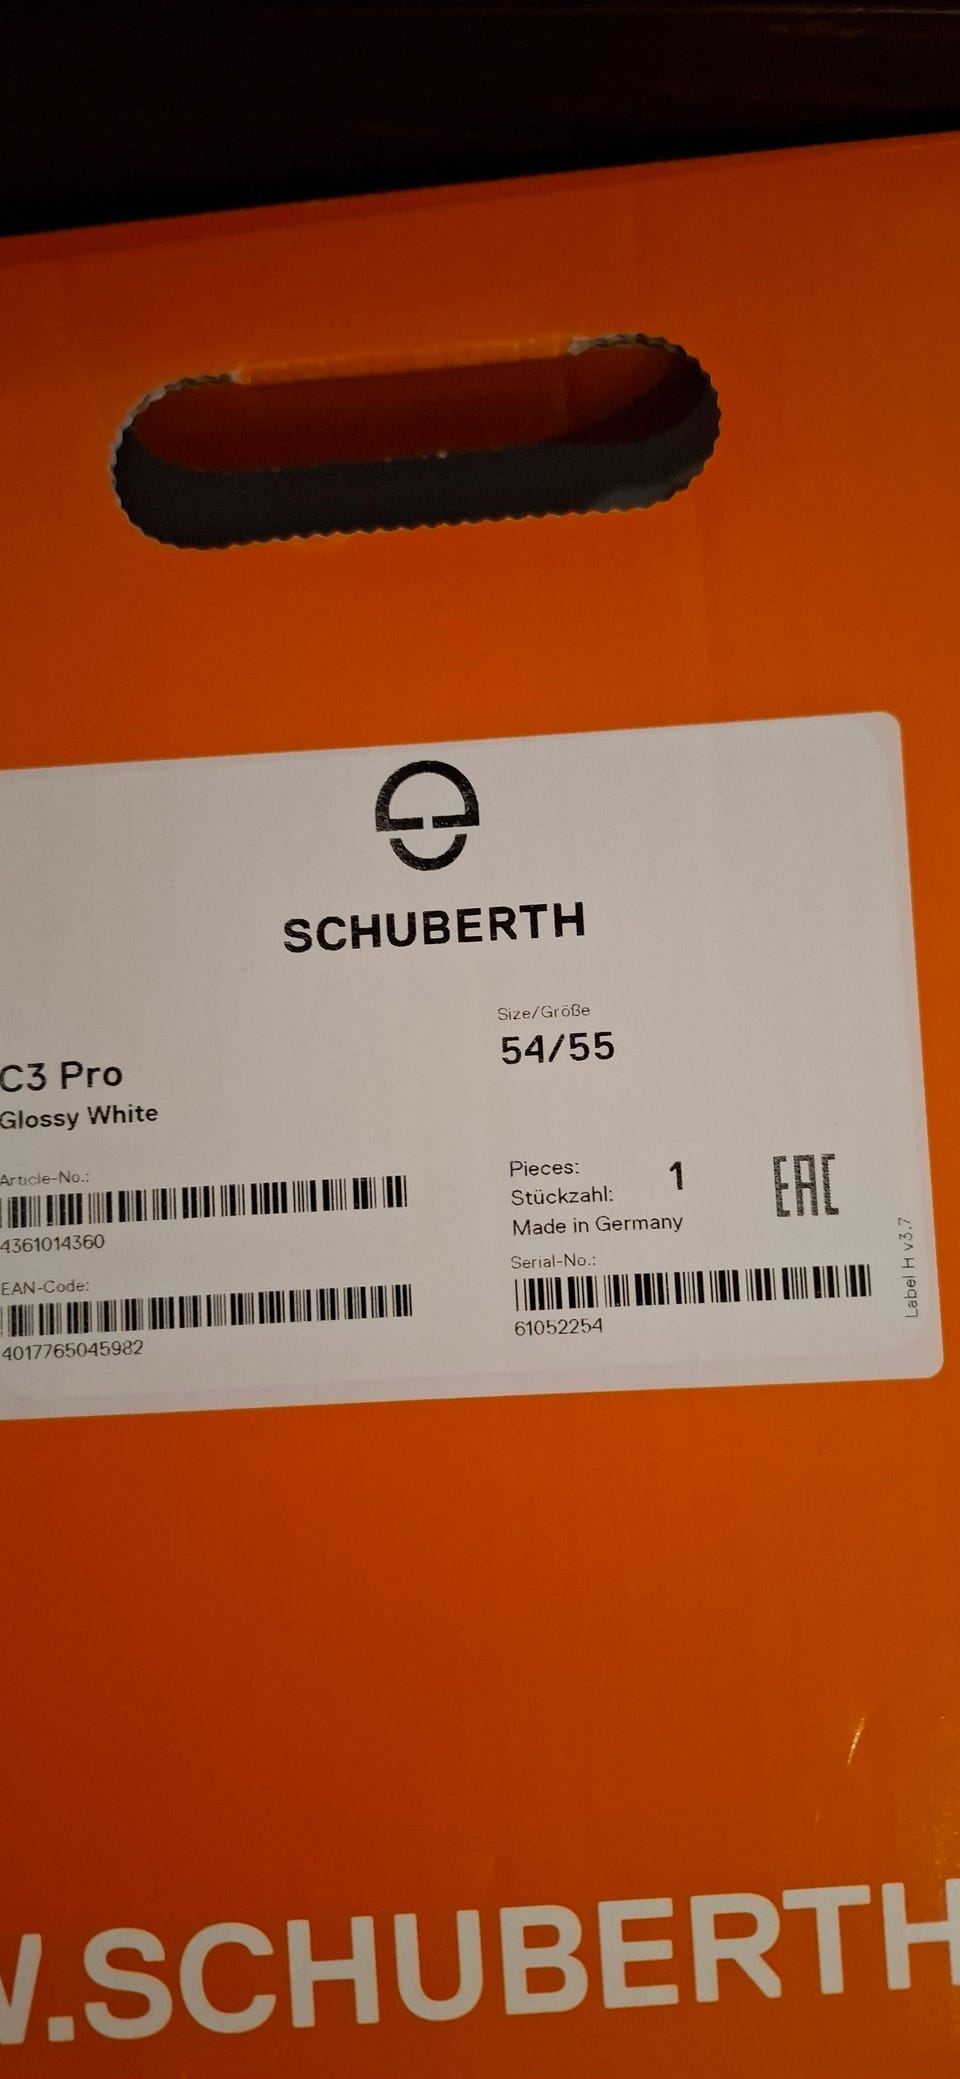 SCHUBERTH
Size/Größe
54/55
C3 Pro
Glossy White
Article-No.:
4361014360
EAN-Code:
4017765045982
Pieces: 1
Stückzahl:
Made in Germany
EAC
Serial-No.:
61052254
Label H v3.7
W.SCHUBERTH